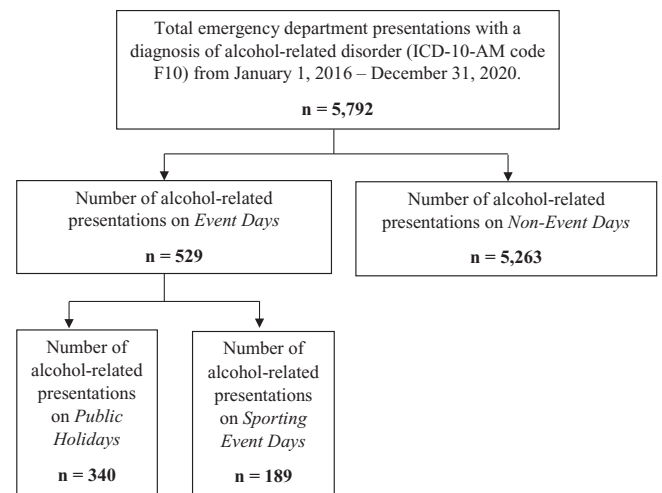 Total emergency department presentations with a
diagnosis of alcohol-related disorder (ICD-10-AM code
F10) from January 1, 2016 – December 31, 2020.
n = 5,792
Number of alcohol-related
presentations on Event Days
n = 529
Number of alcohol-related
presentations on Non-Event Days
n = 5,263
Number of
alcohol-related
presentations
on Public
Holidays
n = 340
Number of
alcohol-related
presentations
on Sporting
Event Days
n = 189